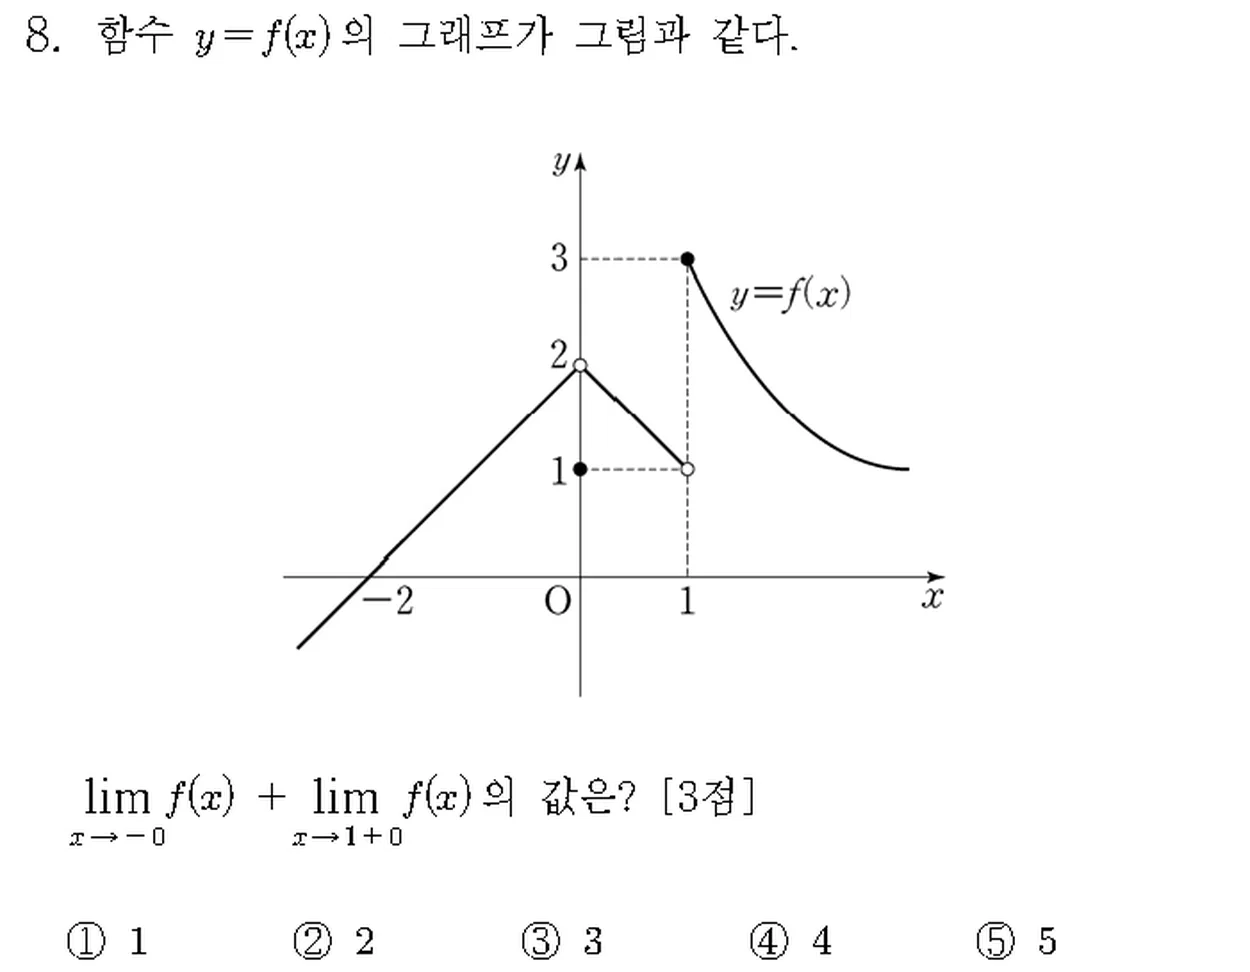 8. 함수 y=f(x)의 그래프가 그림과 같다.
y
3
y=f(x)
2
1
-2 O 1 x
lim f(x) + lim f(x)의 값은? [3점]
x→-0 x→1+0
① 1 ② 2 ③ 3 ④ 4 ⑤ 5